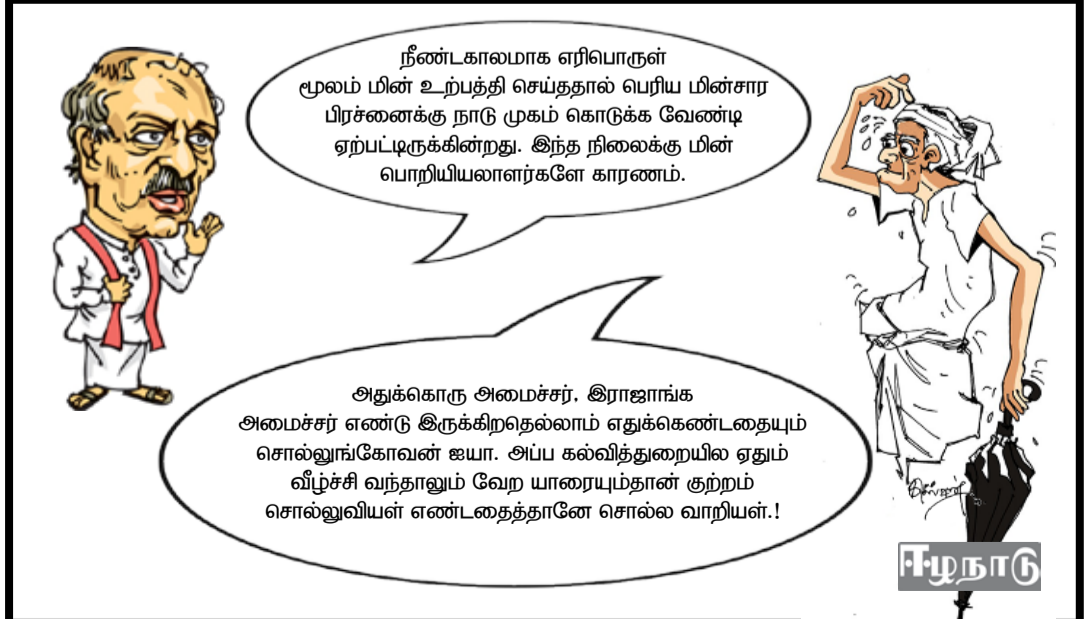 நீண்டகாலமாக எரிபொருள்
மூலம் மின் உற்பத்தி செய்ததால் பெரிய மின்சார
பிரச்னைக்கு நாடு முகம் கொடுக்க வேண்டி
ஏற்பட்டிருக்கின்றது. இந்த நிலைக்கு மின்
பொறியியலாளர்களே காரணம்.
அதுக்கொரு அமைச்சர், இராஜாங்க
அமைச்சர் எண்டு இருக்கிறதெல்லாம் எதுக்கெண்டதையும்
சொல்லுங்கோவன் ஐயா. அப்ப கல்வித்துறையில ஏதும்
வீழ்ச்சி வந்தாலும் வேற யாரையும்தான் குற்றம்
சொல்லுவியள் எண்டதைத்தானே சொல்ல வாறியள்.!
ஈழநாடு